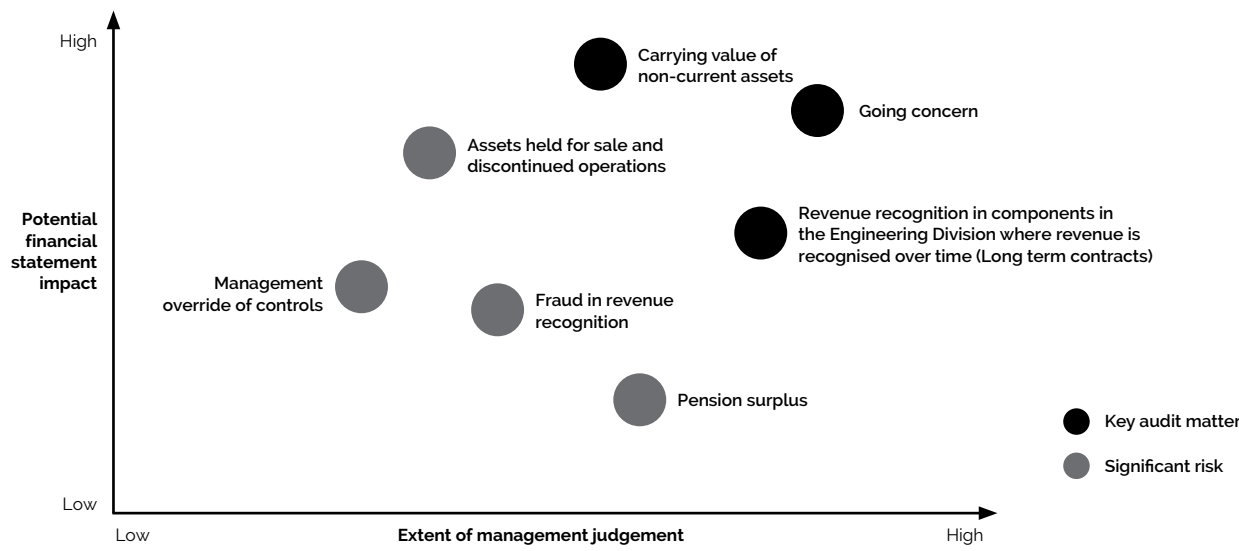 High
Carrying value of
non-current assets
Going concern
Assets held for sale and
discontinued operations
Potential
financial
statement
impact
Revenue recognition in components in
the Engineering Division where revenue is
recognised over time (Long term contracts)
Management
override of controls
Fraud in revenue
recognition
Pension surplus
Key audit matter
Significant risk
Low
Low
Extent of management judgement
High